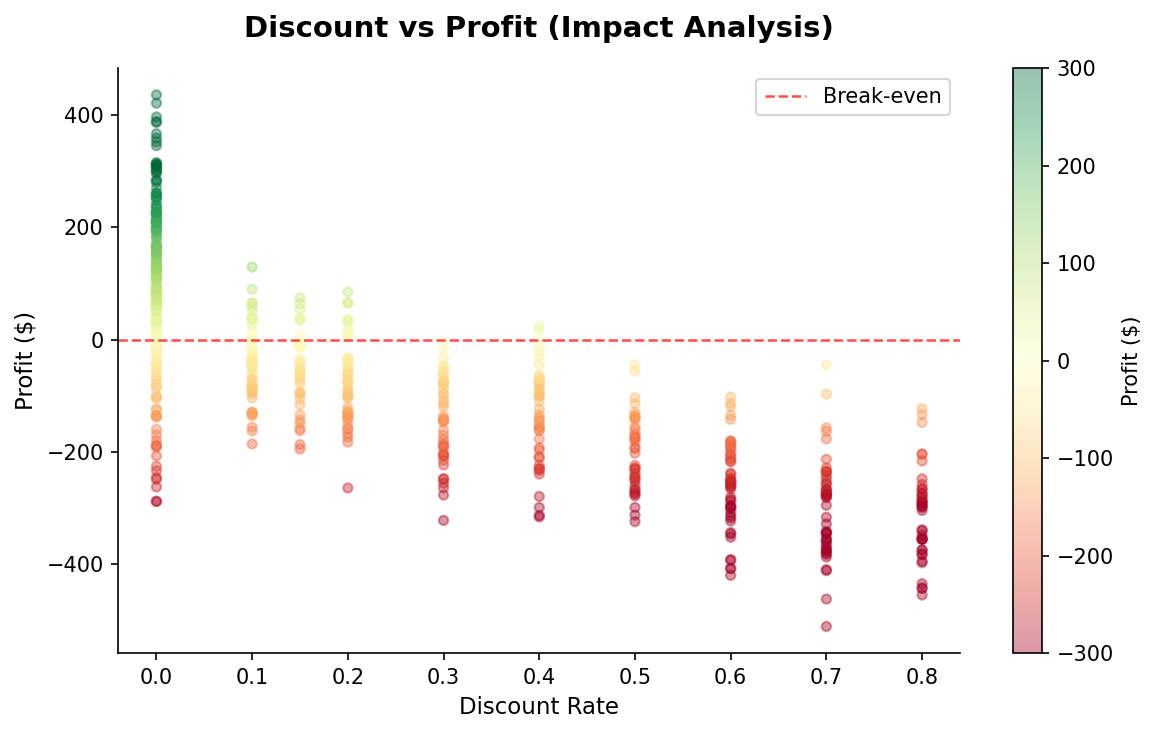 Discount vs Profit (Impact Analysis)
Break-even
Profit ($)
400
200
0
−200
−400
0.0 0.1 0.2 0.3 0.4 0.5 0.6 0.7 0.8
Discount Rate
300
200
100
0
−100
−200
−300
Profit ($)